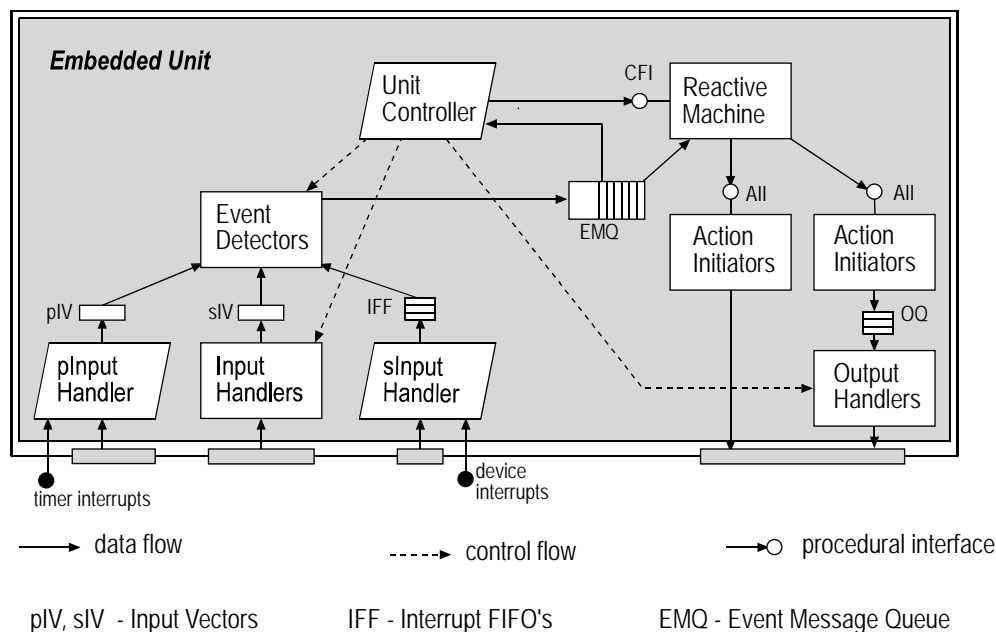 Embedded Unit
Unit
Controller
CFI
Reactive
Machine
EMQ
AII
AII
Event
Detectors
Action
Initiators
Action
Initiators
pIV
sIV
IFF
OQ
pInput
Handler
Input
Handlers
sInput
Handler
Output
Handlers
timer interrupts
device
interrupts
data flow
control flow
procedural interface
pIV, sIV - Input Vectors
IFF - Interrupt FIFO's
EMQ - Event Message Queue